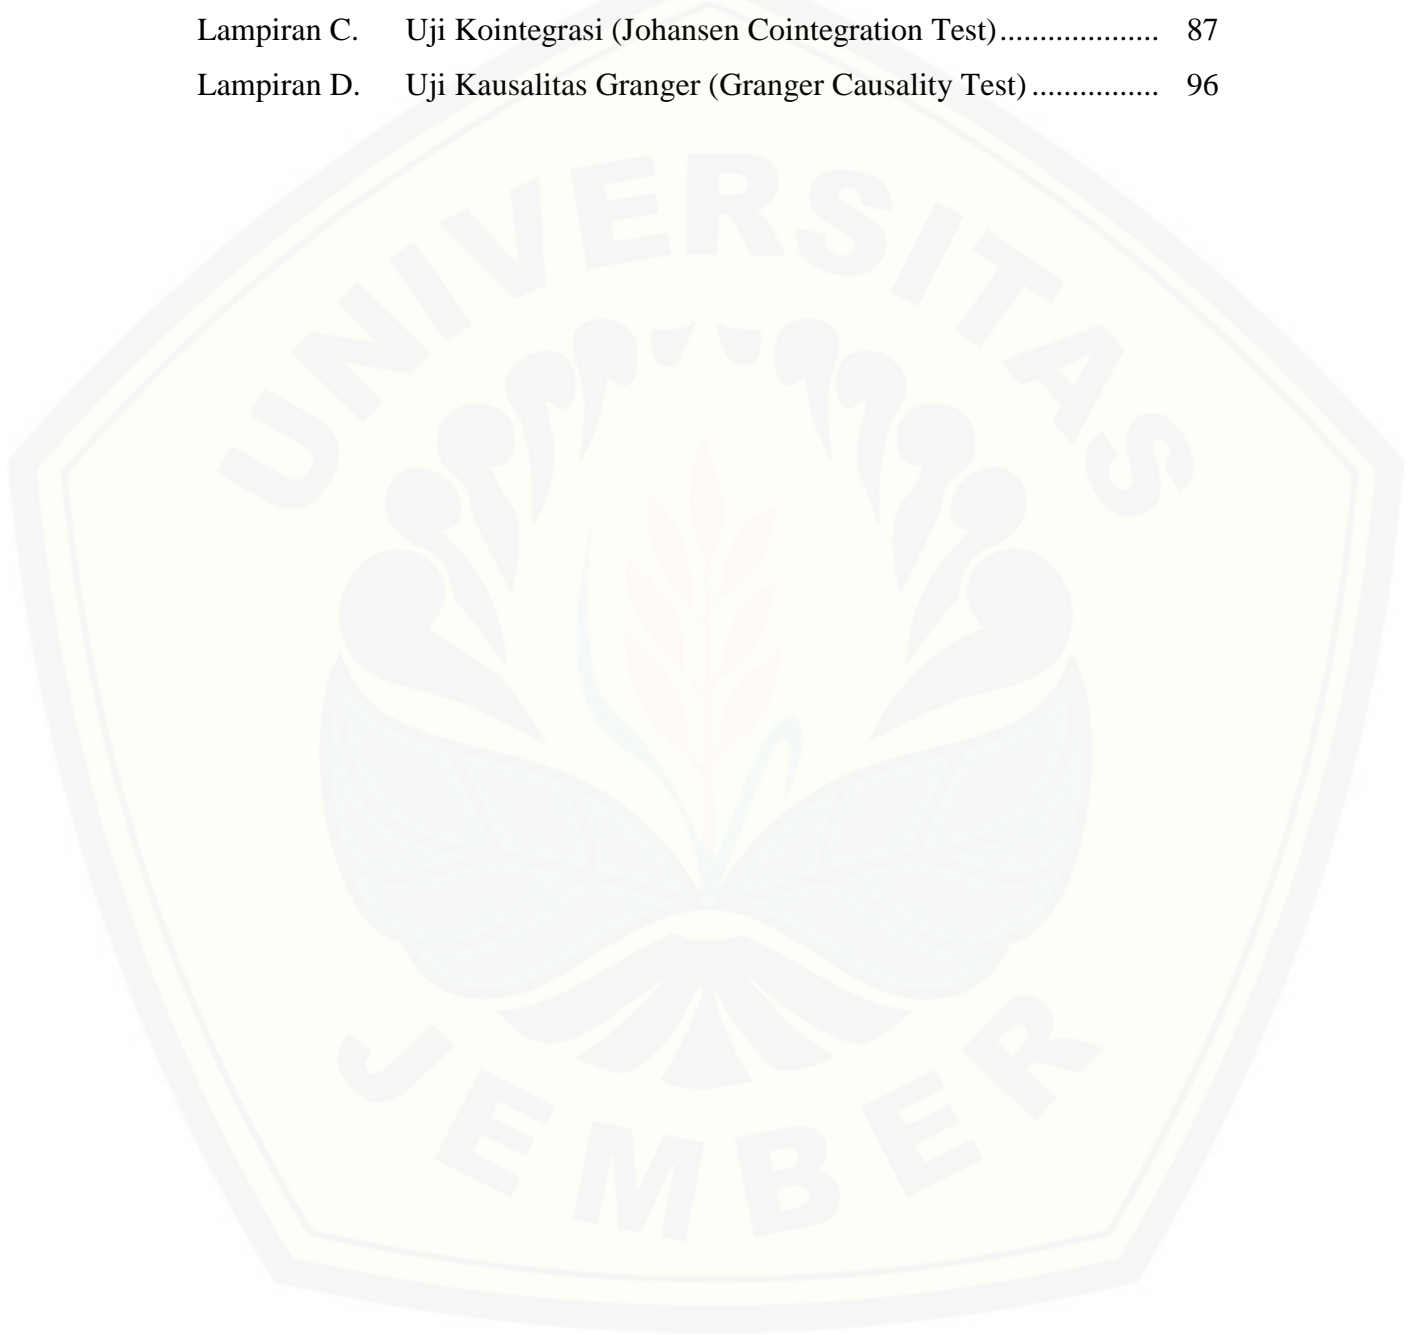 Lampiran C. Uji Kointegrasi (Johansen Cointegration Test).................... 87
Lampiran D. Uji Kausalitas Granger (Granger Causality Test) ................ 96
UNIVERSITAS
JEMBER